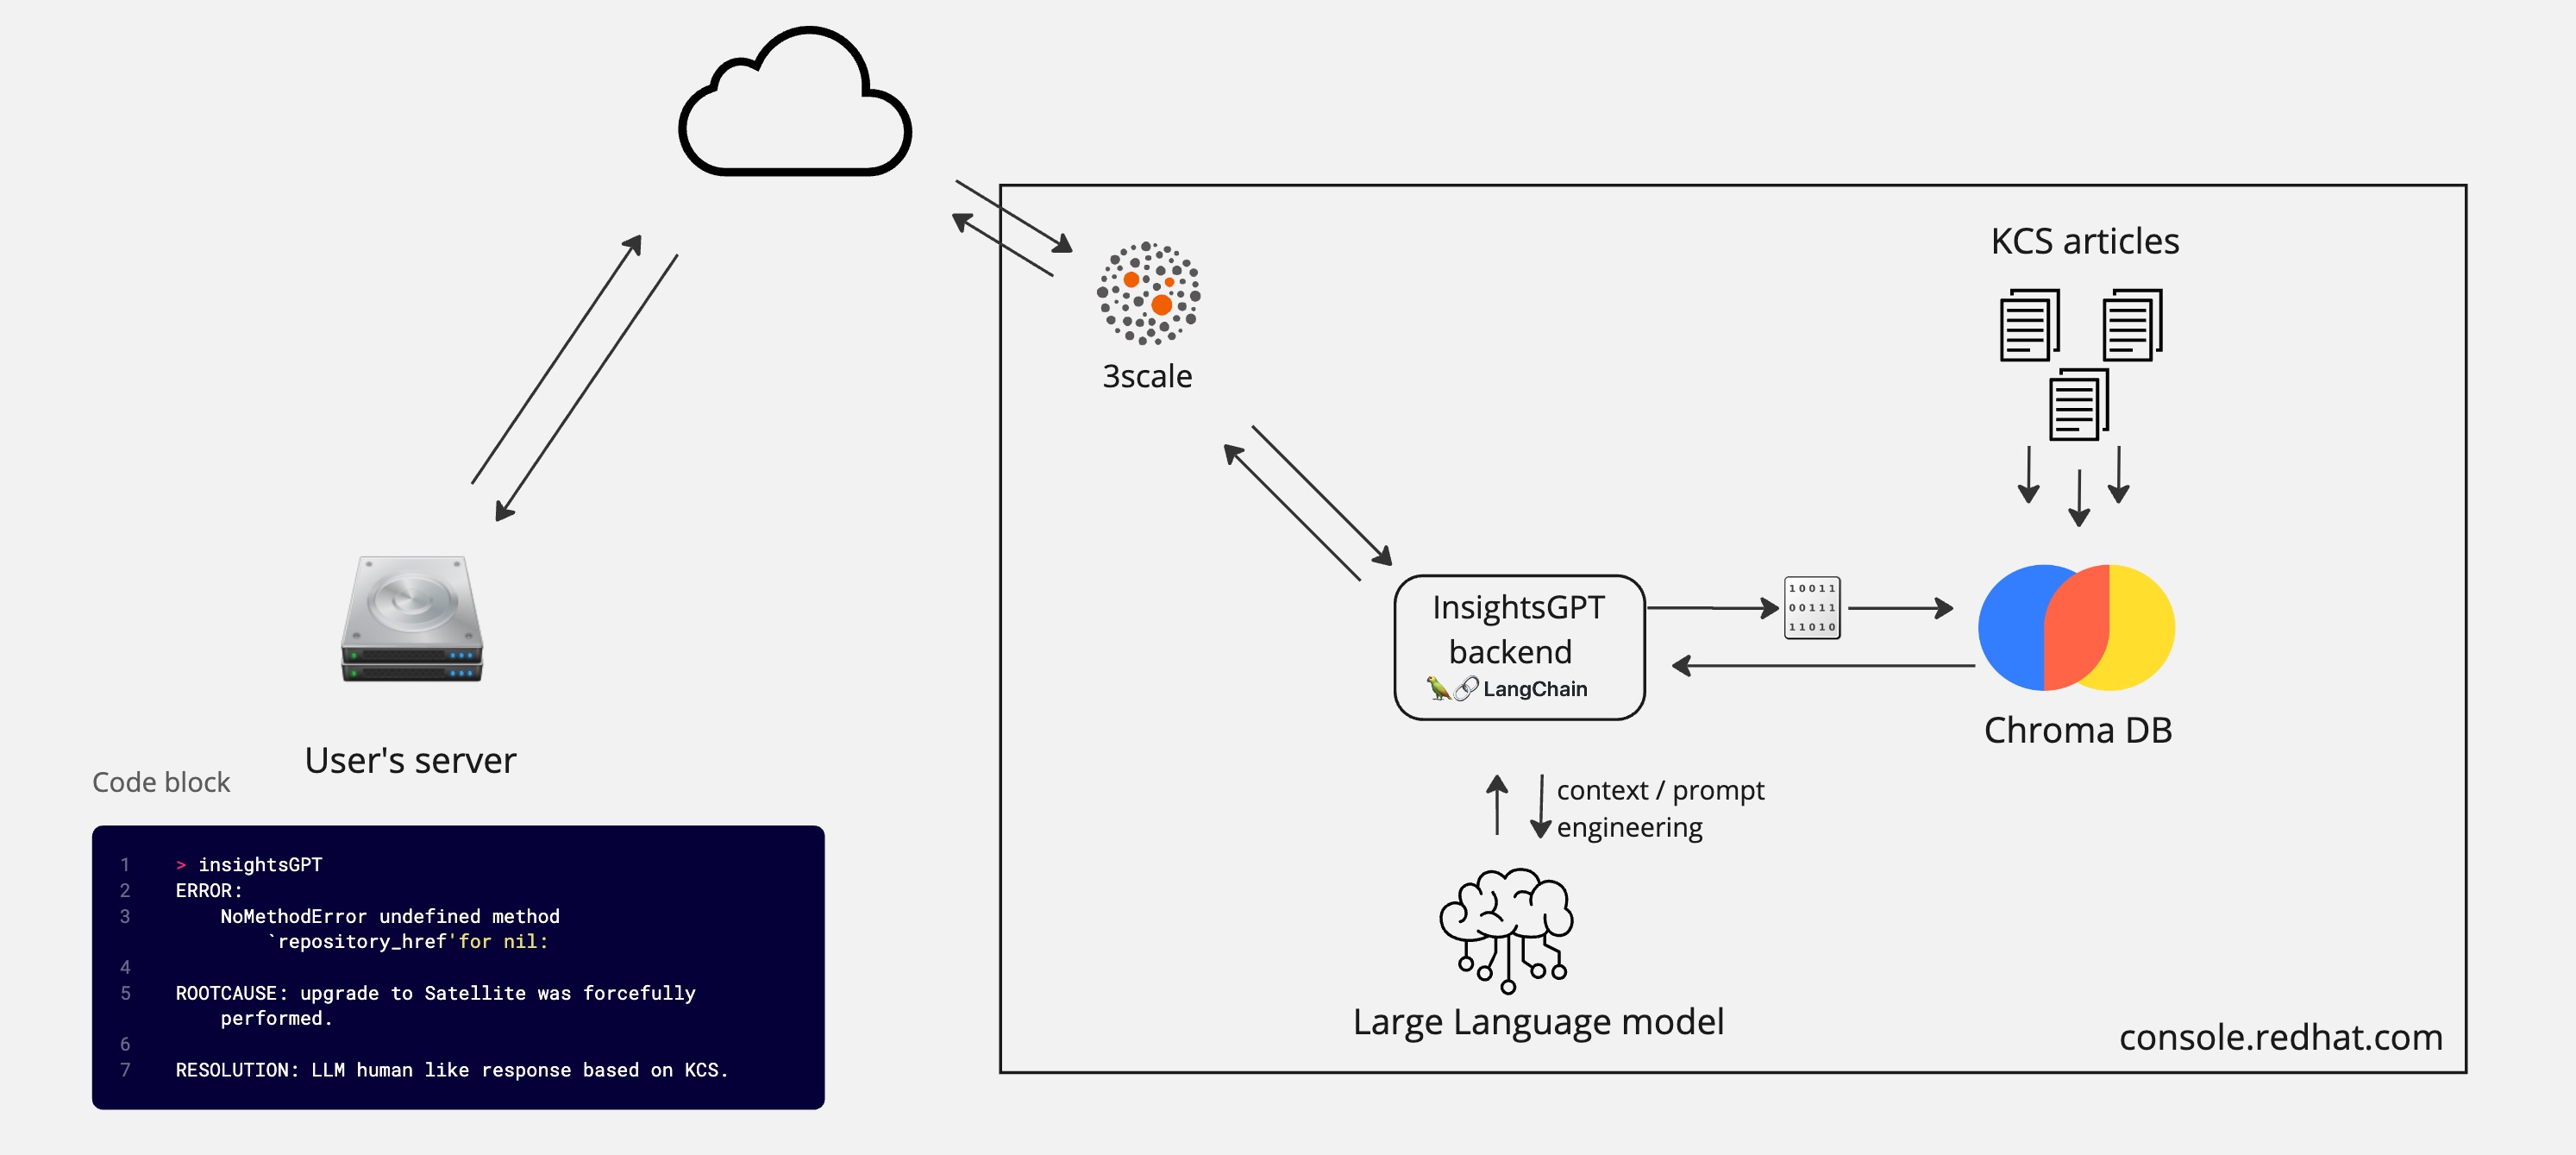 KCS articles
3scale
InsightsGPT
backend
LangChain
10011
00111
11010
Chroma DB
User's server
context / prompt
engineering
Large Language model
console.redhat.com
Code block
1 > insightsGPT
2 ERROR:
3 NoMethodError undefined method
`repository_href'for nil:
4
5 ROOTCAUSE: upgrade to Satellite was forcefully
performed.
6
7 RESOLUTION: LLM human like response based on KCS.